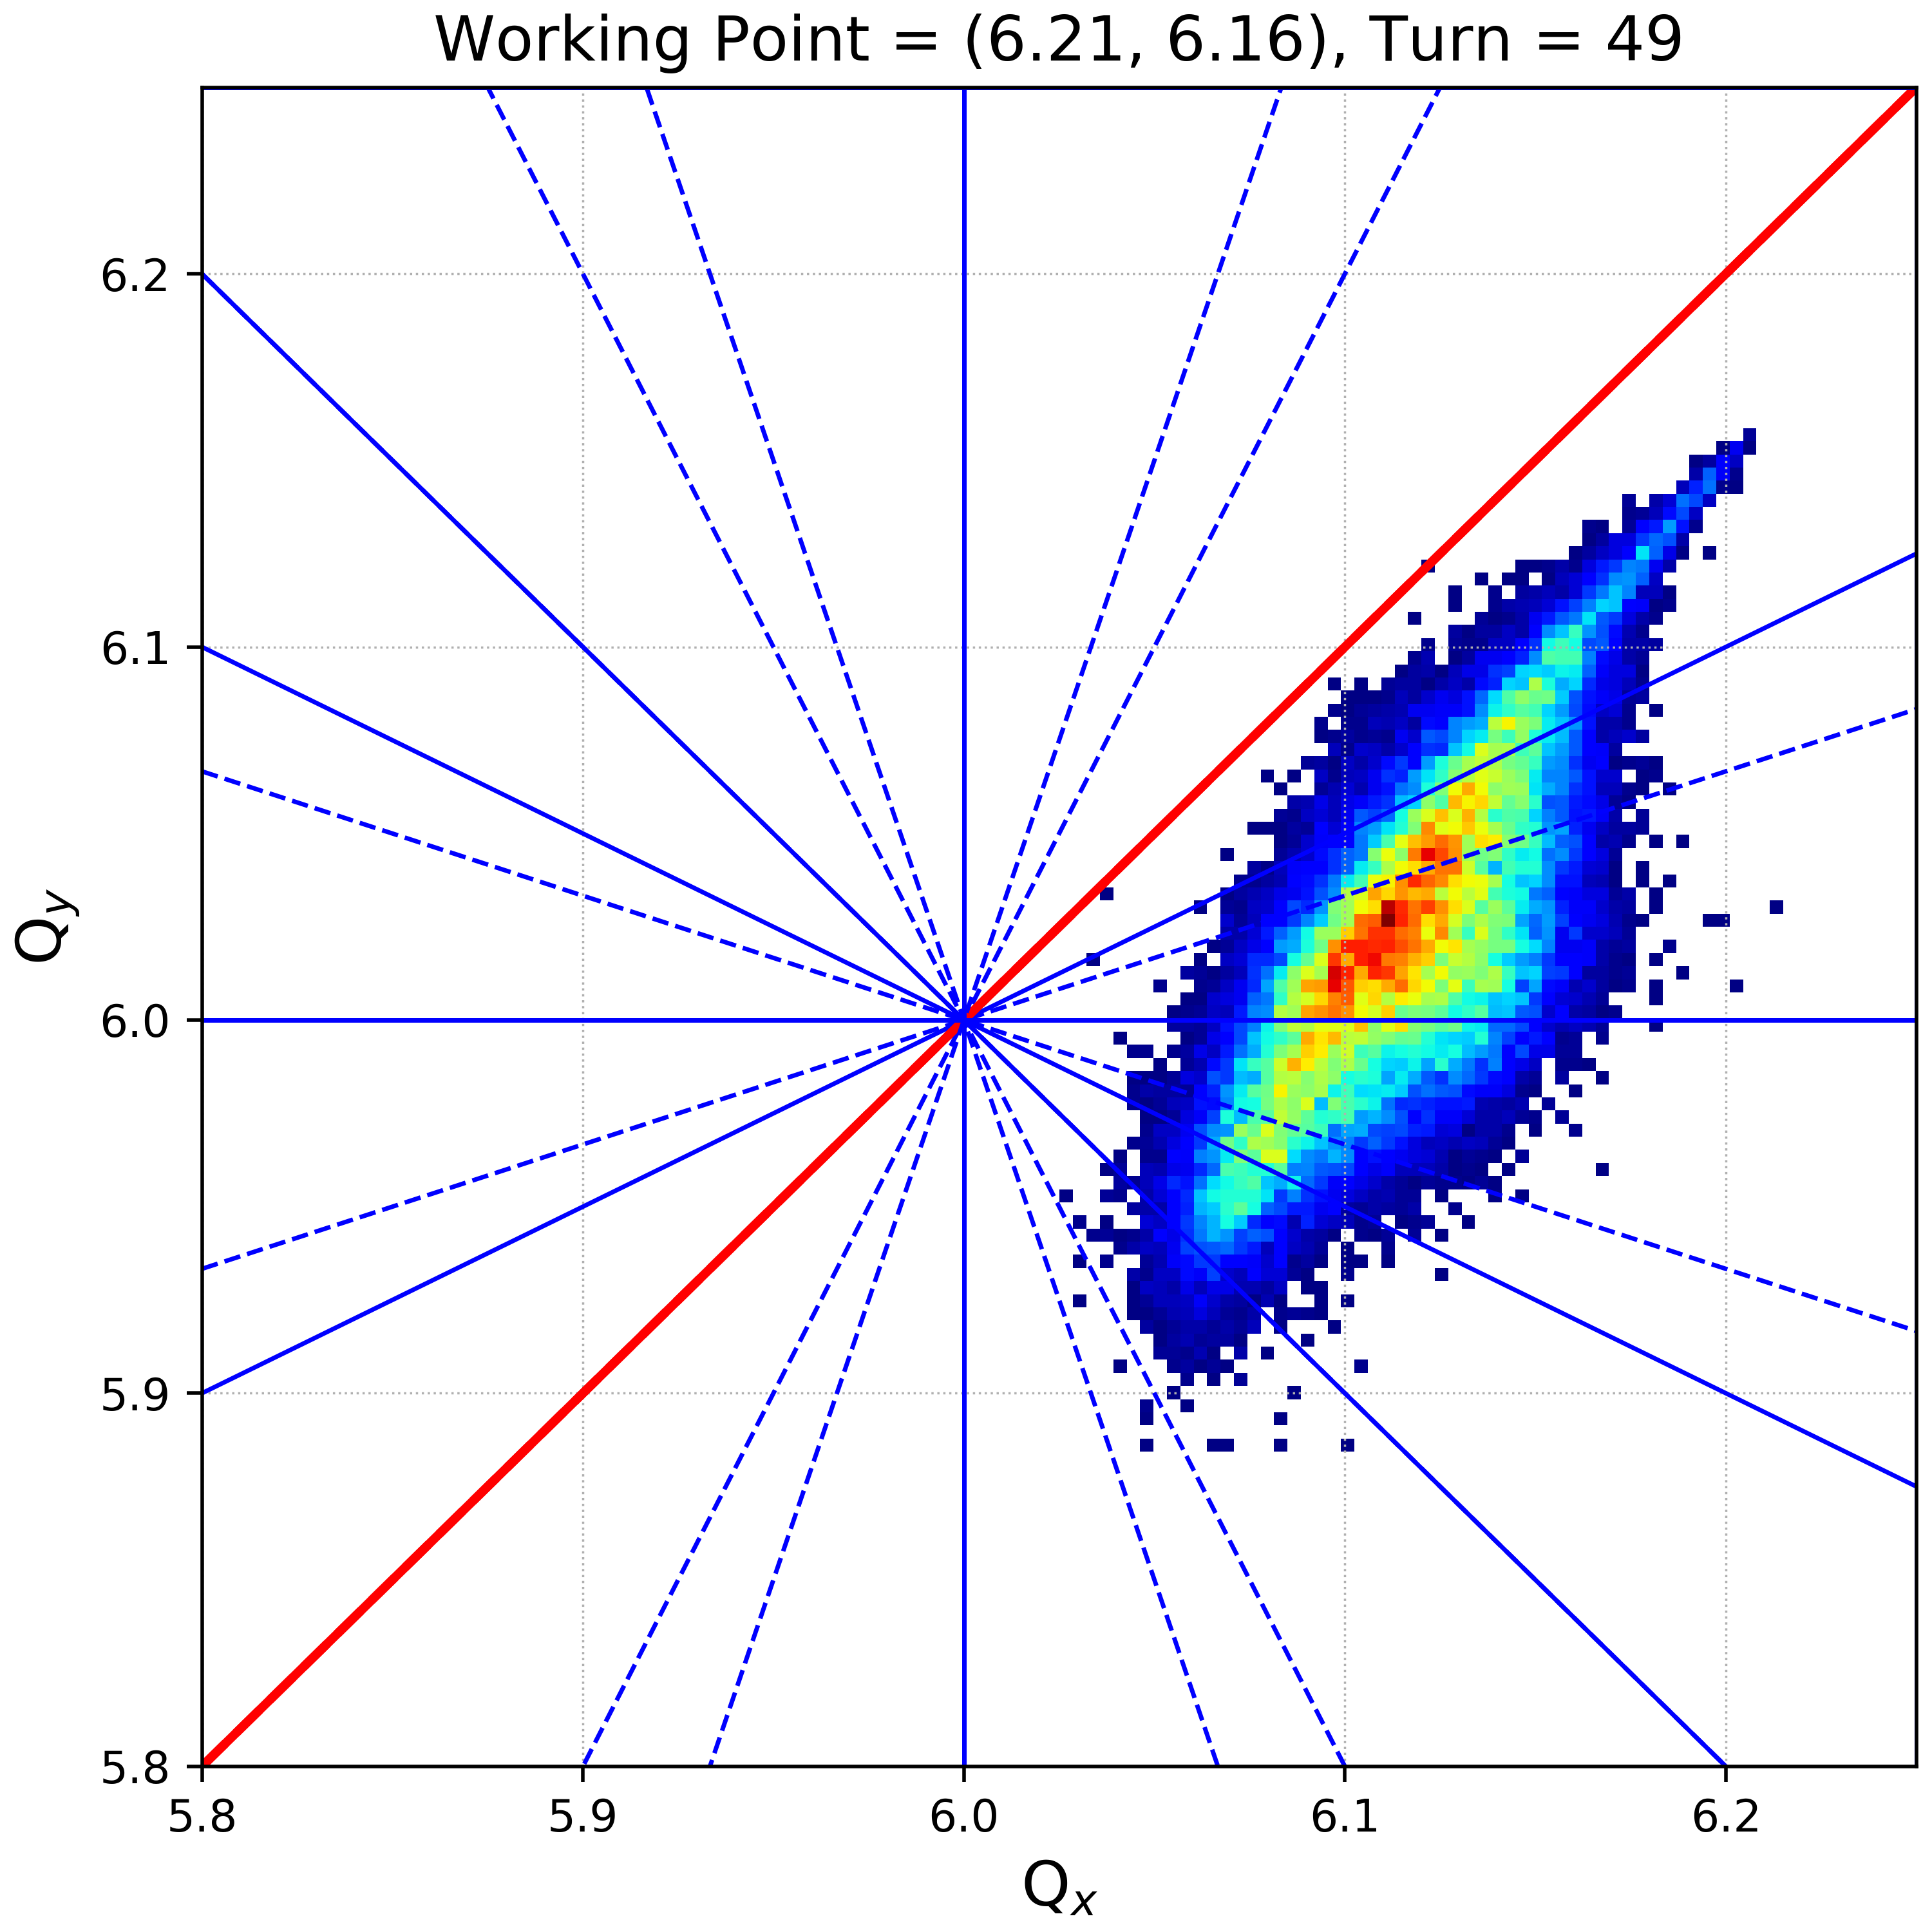 Working Point = (6.21, 6.16), Turn = 49
6.2
6.1
6.0
5.9
5.8
Qy
5.8 5.9 6.0 6.1 6.2
Qx